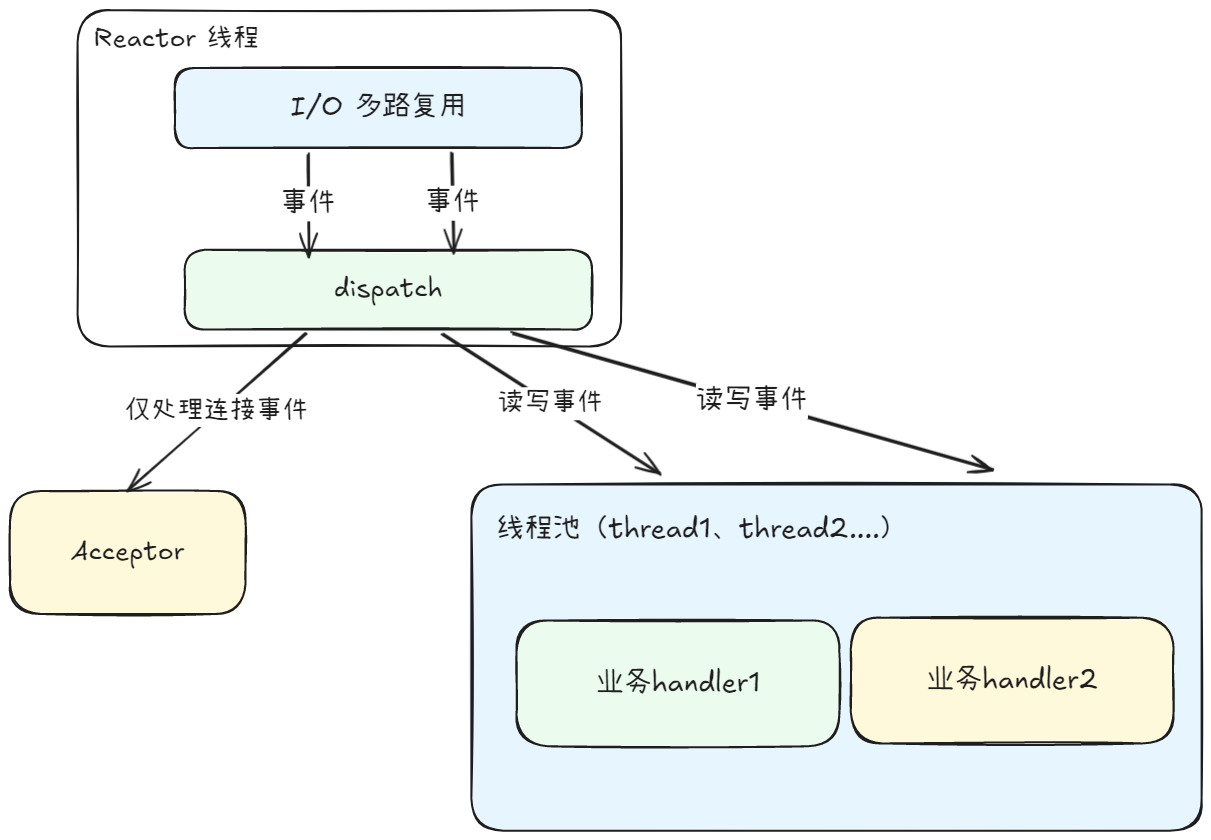 Reactor 线程
I/O 多路复用
事件
事件
dispatch
仅处理连接事件
读写事件
读写事件
Acceptor
线程池（thread1、thread2....）
业务handler1
业务handler2